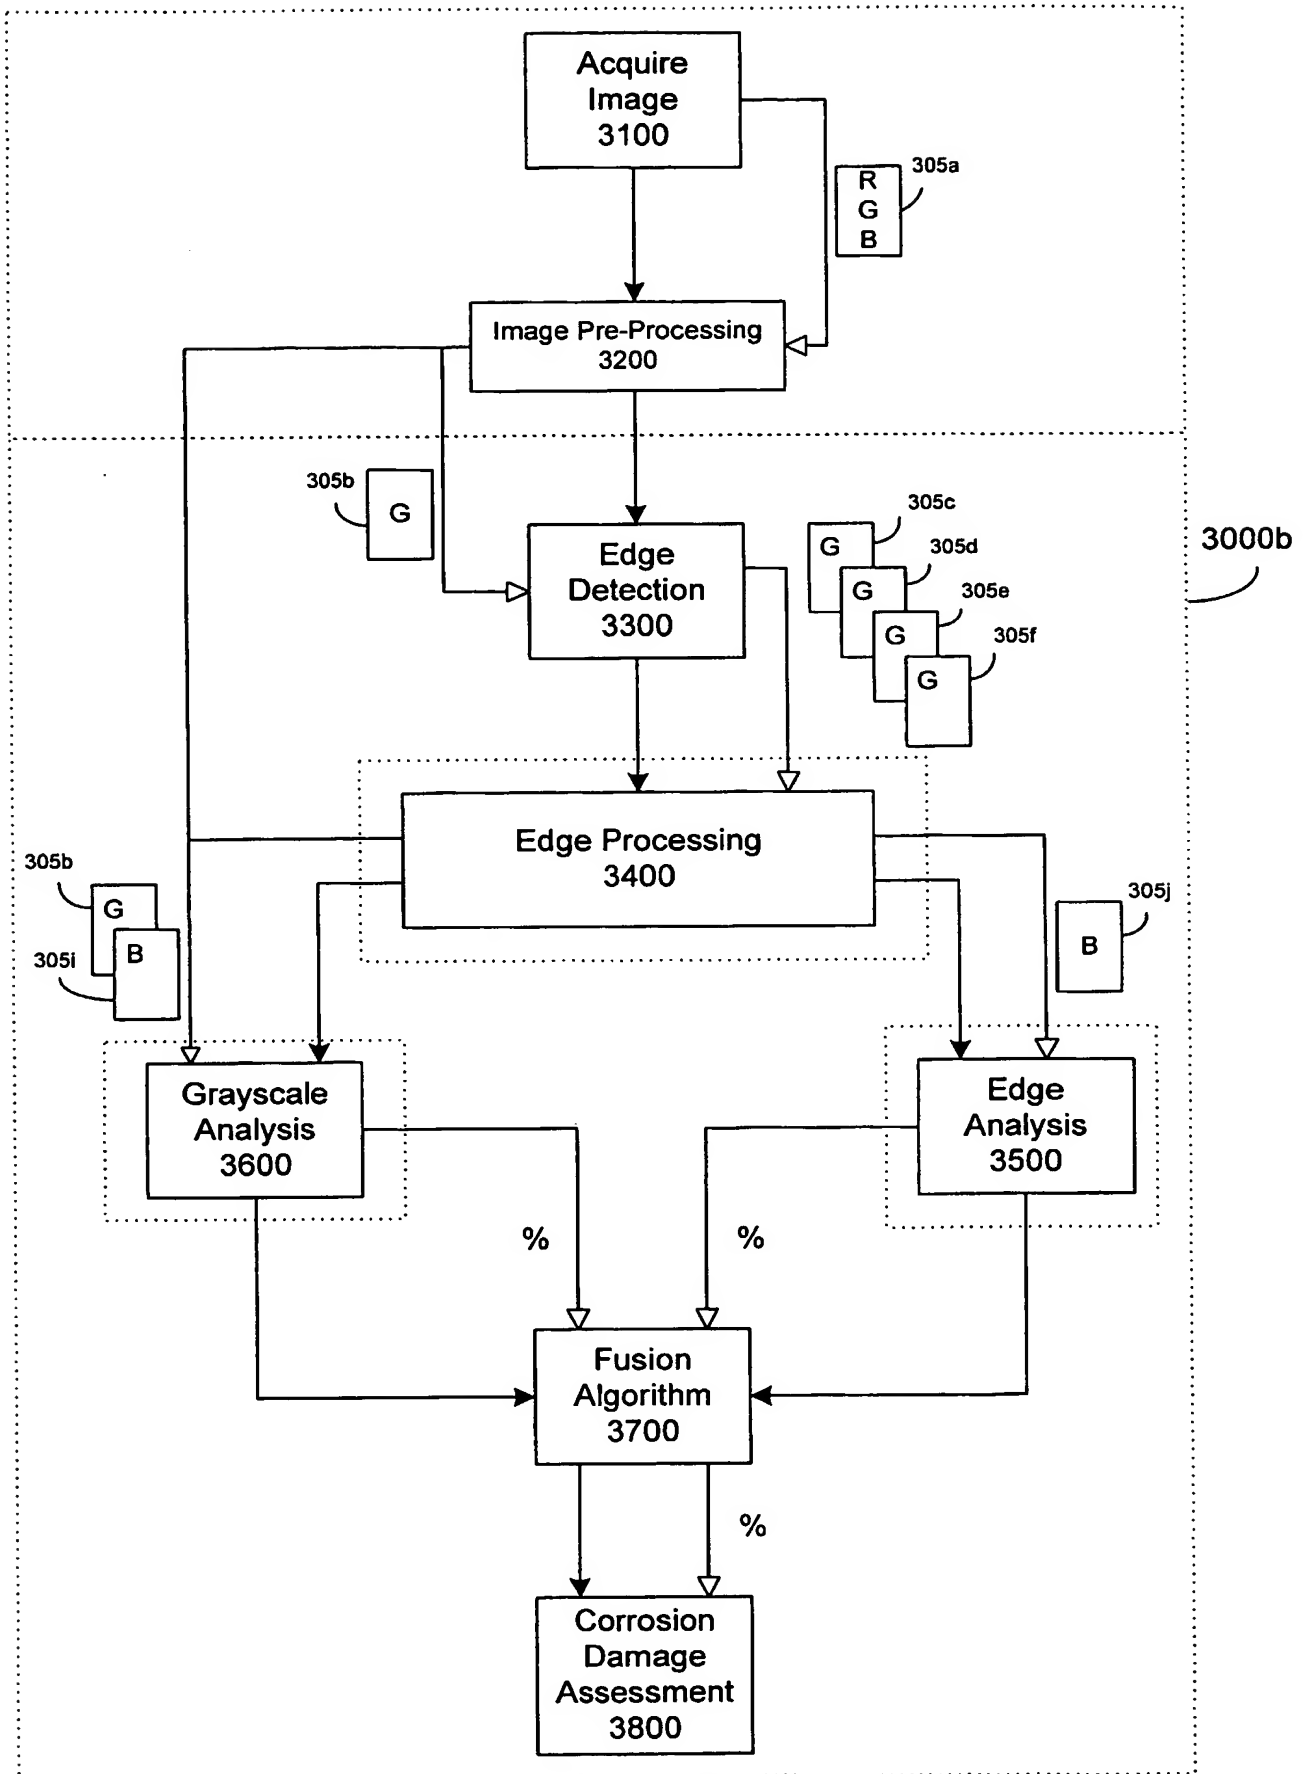 Acquire
Image
3100
305a
R
G
B
Image Pre-Processing
3200
305b
G
Edge
Detection
3300
305c
G
305d
G
305e
G
305f
G
3000b
Edge Processing
3400
305b
G
B
305i
305j
B
Grayscale
Analysis
3600
Edge
Analysis
3500
%
%
Fusion
Algorithm
3700
%
Corrosion
Damage
Assessment
3800